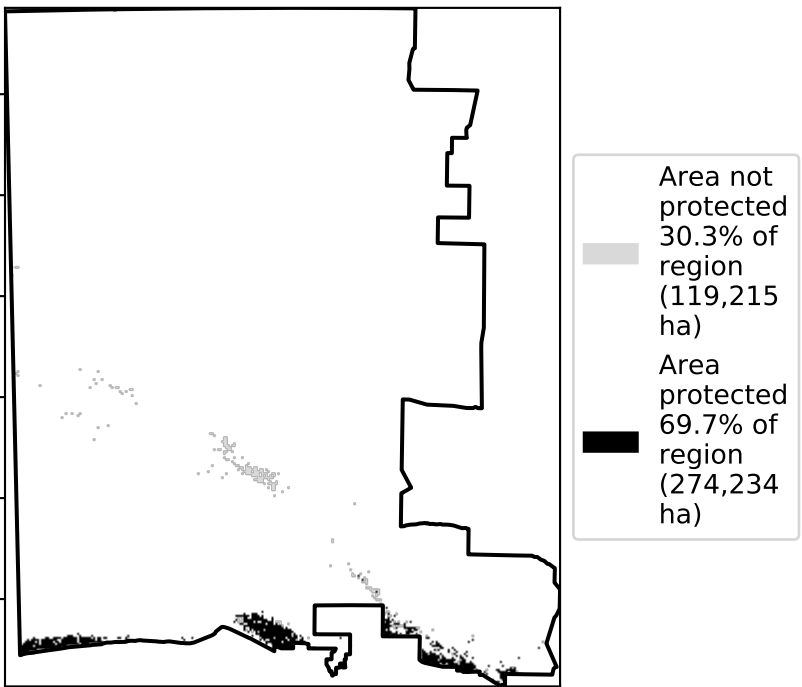 Area not
protected
30.3% of
region
(119,215
ha)
Area
protected
69.7% of
region
(274,234
ha)